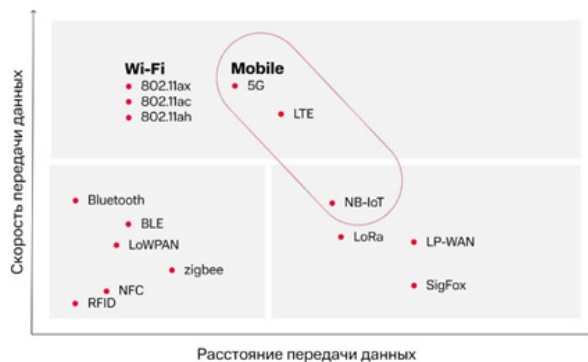 Скорость передачи данных
Wi-Fi
802.11ax
802.11ac
802.11ah
Mobile
5G
LTE
Bluetooth
BLE
LoWPAN
zigbee
NFC
RFID
NB-IoT
LoRa
LP-WAN
SigFox
Расстояние передачи данных